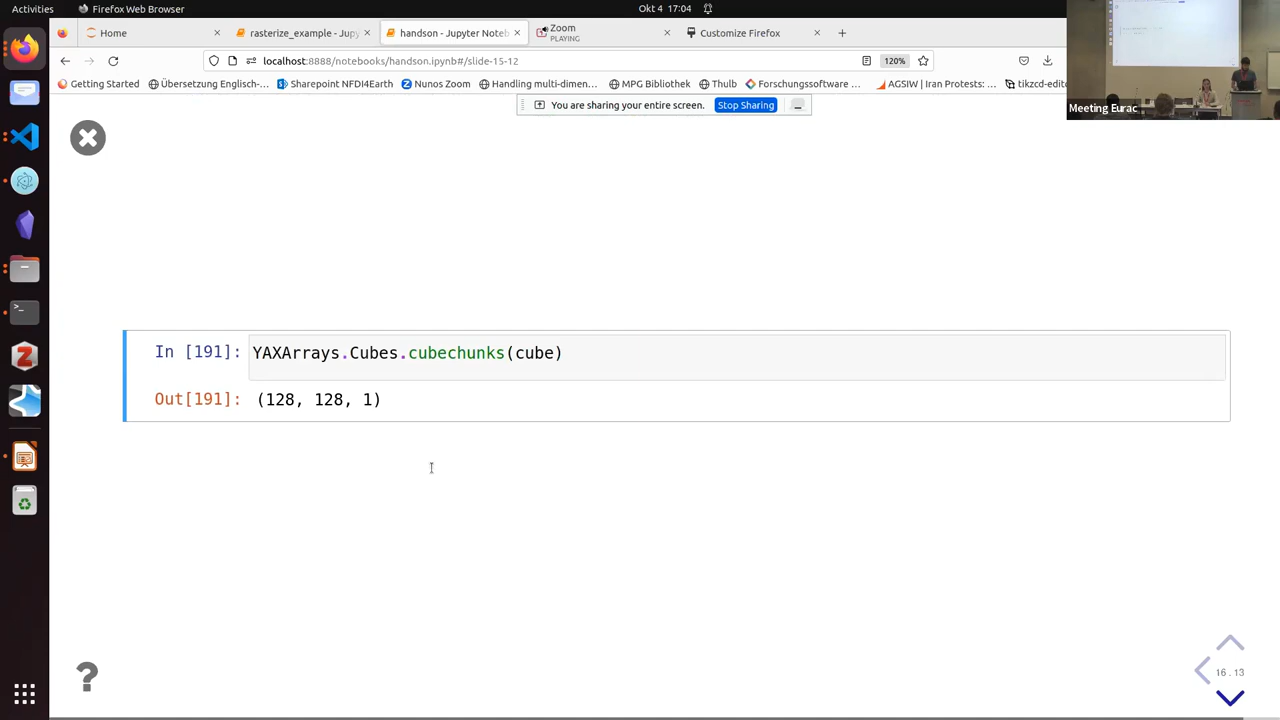 Activities
Firefox Web Browser
Okt 4 17:04
Home
rasterize_example - Jupy
handson - Jupyter Noteb
Zoom
PLAYING
Customize Firefox
localhost:8888/notebooks/handson.ipynb#/slide-15-12
120%
Getting Started
Übersetzung Englisch-…
Sharepoint NFDI4Earth
Nunos Zoom
Handling multi-dimen…
MPG Bibliothek
Thulb
Forschungssoftware …
AGSIW | Iran Protests: …
tikzcd-edito
You are sharing your entire screen.
Stop Sharing
Meeting Eurac
In [191]:
YAXArrays.Cubes.cubechunks(cube)
Out[191]:
(128, 128, 1)
?
16.13